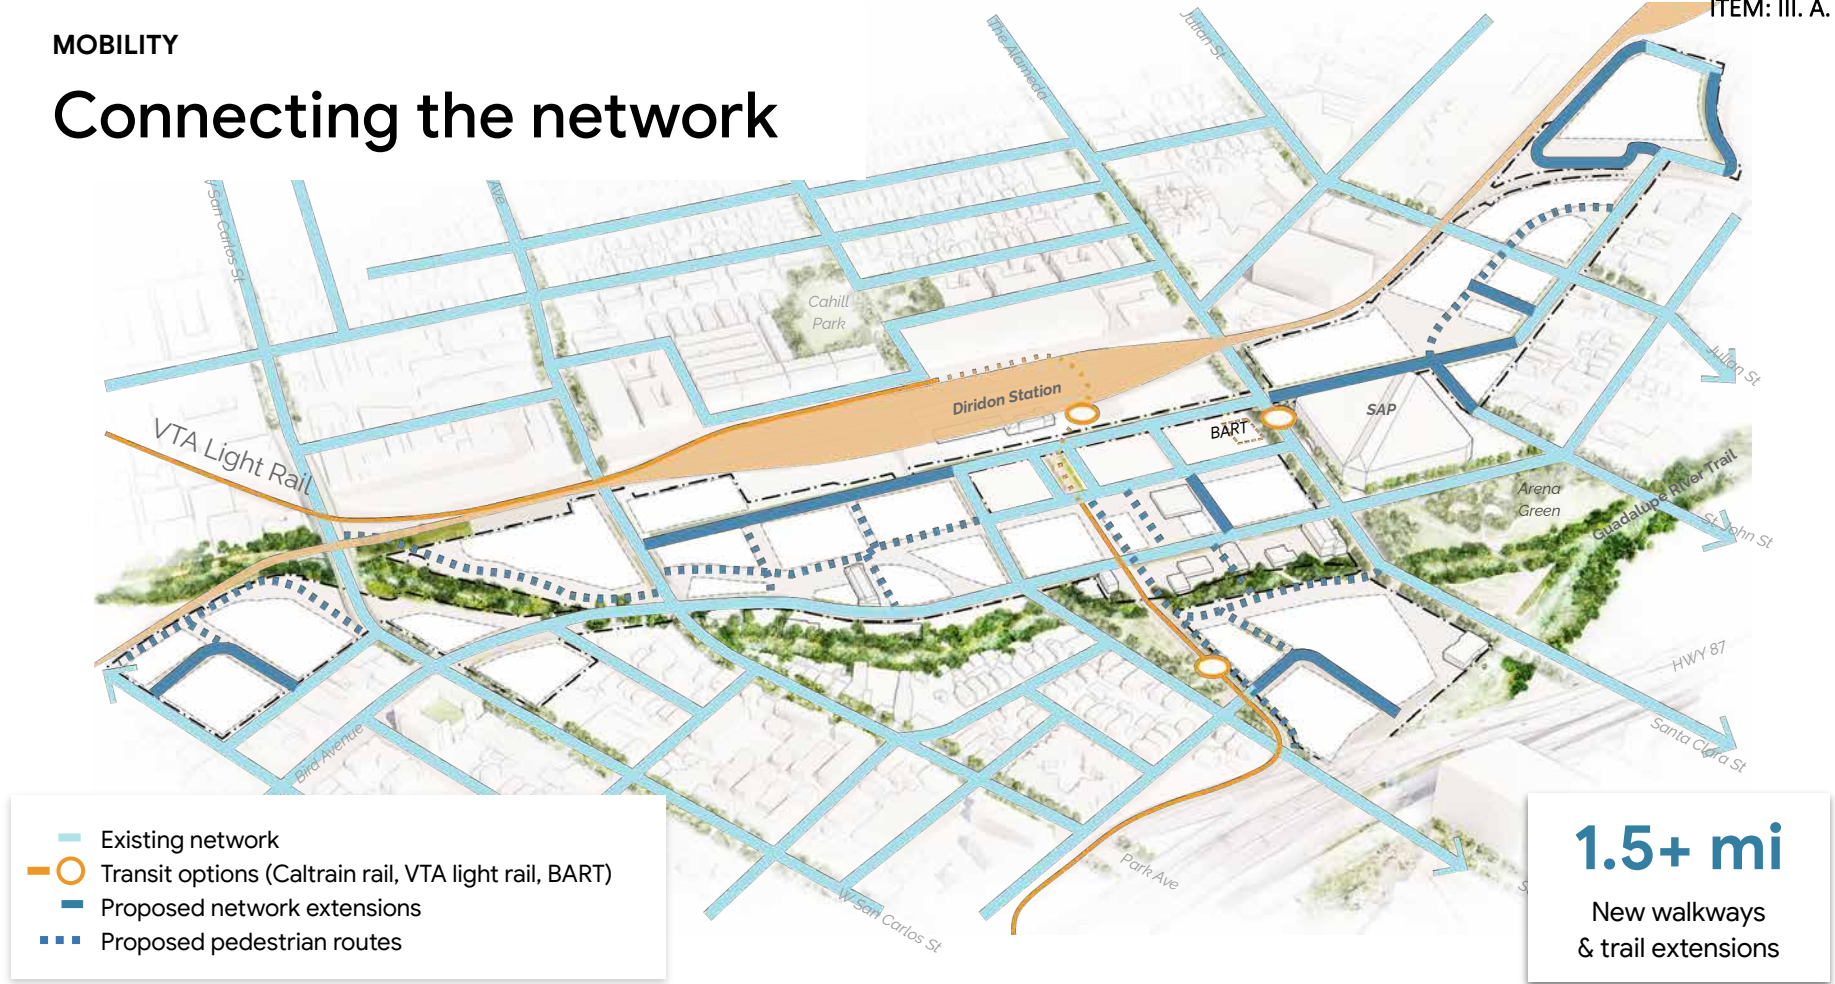 ITEM: III. A.
MOBILITY
Connecting the network
The Alameda
Julian St
San Carlos St
Ave
Cahill
Park
Julian St
Diridon Station
SAP
BART
VTA Light Rail
Arena
Green
Guadalupe River Trail
St John St
HWY 87
Santa Clara St
Bird Avenue
Park Ave
W San Carlos St
Existing network
Transit options (Caltrain rail, VTA light rail, BART)
Proposed network extensions
Proposed pedestrian routes
1.5+ mi
New walkways
& trail extensions